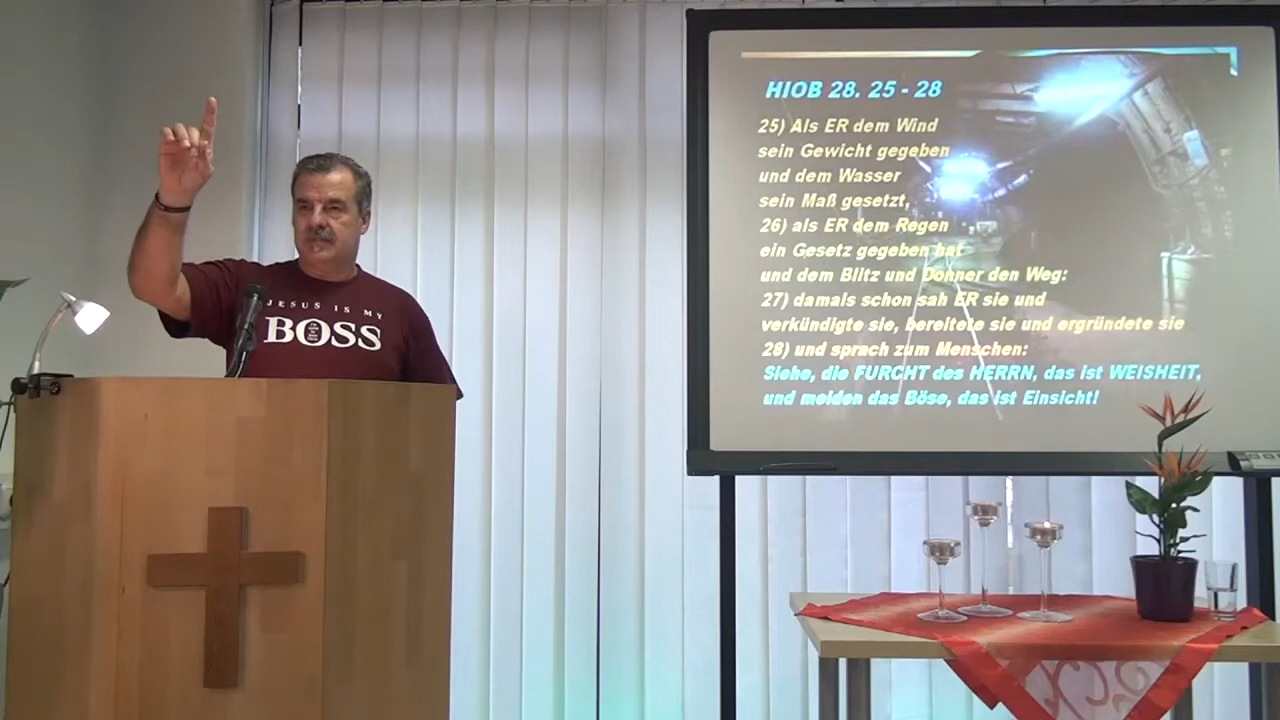 JESUS IS MY
BOSS
HIOB 28. 25 - 28
25) Als ER dem Wind
sein Gewicht gegeben
und dem Wasser
sein Maß gesetzt,
26) als ER dem Regen
ein Gesetz gegeben hat
und dem Blitz und Donner den Weg:
27) damals schon sah ER sie und
verkündigte sie, bereitete sie und ergründete sie
28) und sprach zum Menschen:
Siehe, die FURCHT des HERRN, das ist WEISHEIT,
und meiden das Böse, das ist Einsicht!